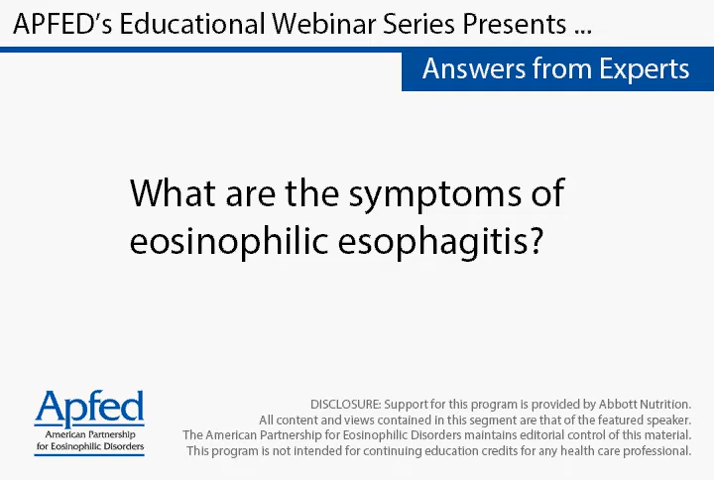 APFED’s Educational Webinar Series Presents ...
Answers from Experts
What are the symptoms of
eosinophilic esophagitis?
Apfed
American Partnership
for Eosinophilic Disorders
DISCLOSURE: Support for this program is provided by Abbott Nutrition.
All content and views contained in this segment are that of the featured speaker.
The American Partnership for Eosinophilic Disorders maintains editorial control of this material.
This program is not intended for continuing education credits for any health care professional.